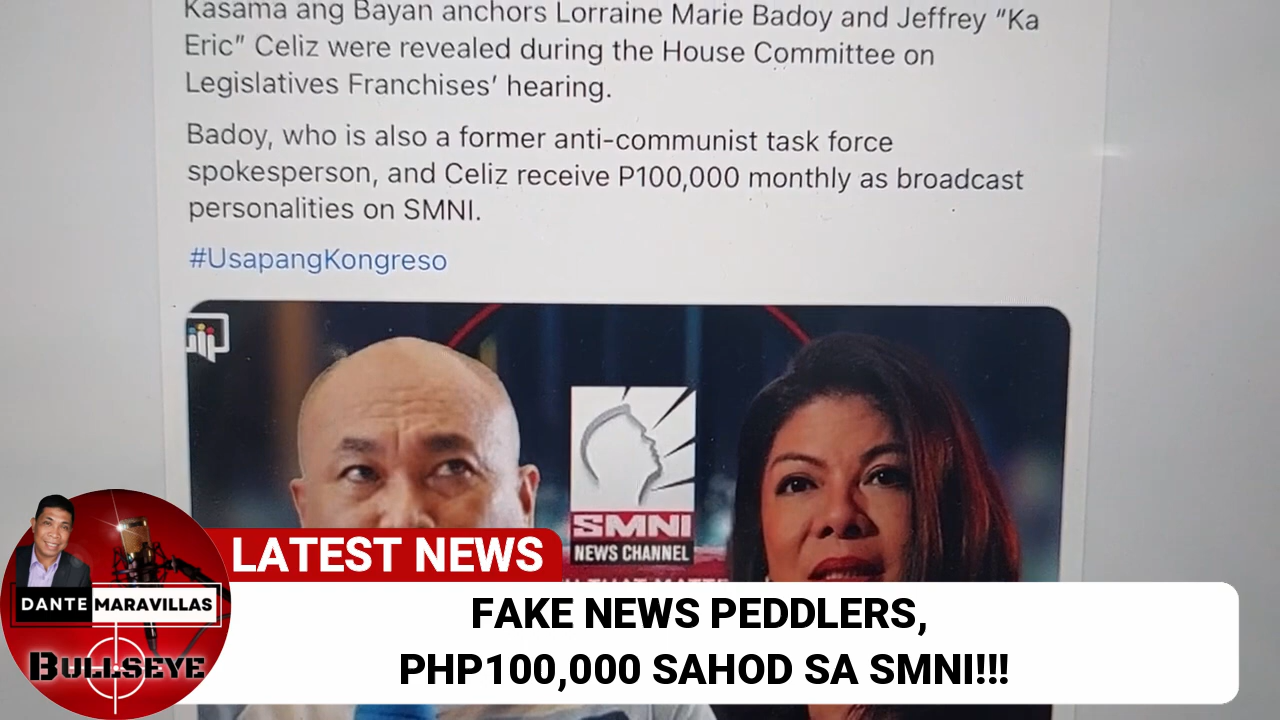 Kasama ang Bayan anchors Lorraine Marie Badoy and Jeffrey “Ka
Eric” Celiz were revealed during the House Committee on
Legislatives Franchises’ hearing.
Badoy, who is also a former anti-communist task force
spokesperson, and Celiz receive P100,000 monthly as broadcast
personalities on SMNI.
#UsapangKongreso
SMNI
NEWS CHANNEL
LATEST NEWS
DANTE MARAVILLAS
BULLSEYE
FAKE NEWS PEDDLERS,
PHP100,000 SAHOD SA SMNI!!!